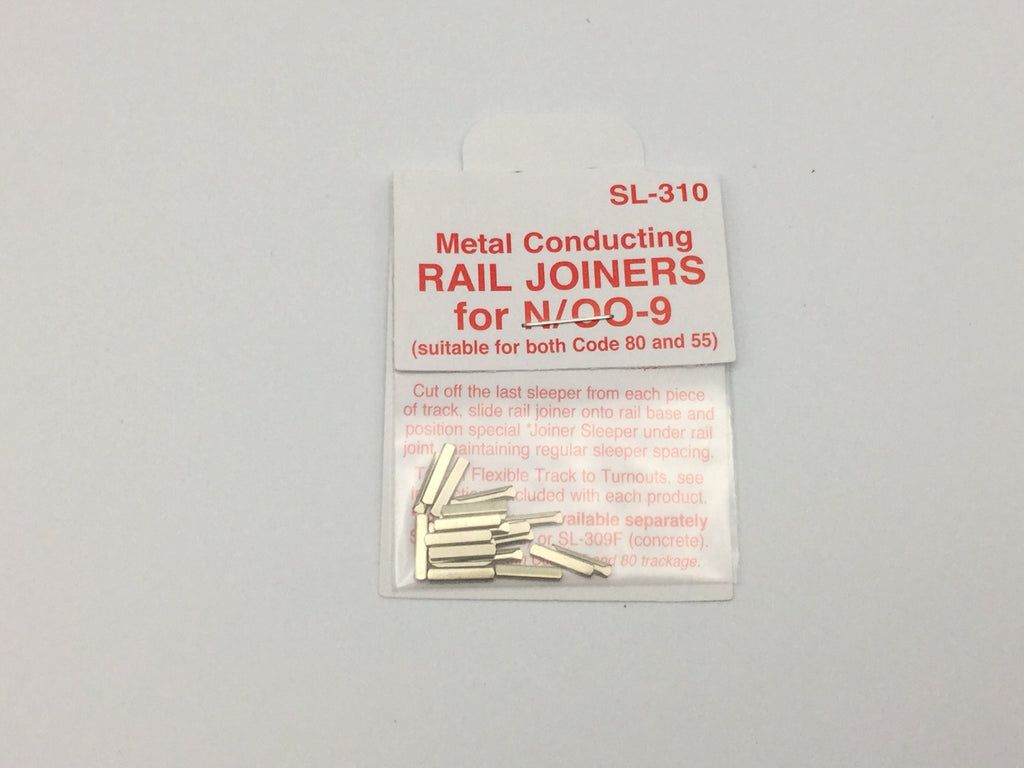 SL-310
Metal Conducting
RAIL JOINERS
for N/OO-9
(suitable for both Code 80 and 55)
Cut off the last sleeper from each piece
of track, slide rail joiner onto rail base and
position special "Joiner Sleeper under rail
joint, maintaining regular sleeper spacing.
Flexible Track to Turnouts, see
included with each product.
available separately
or SL-309F (concrete).
and 80 trackage.